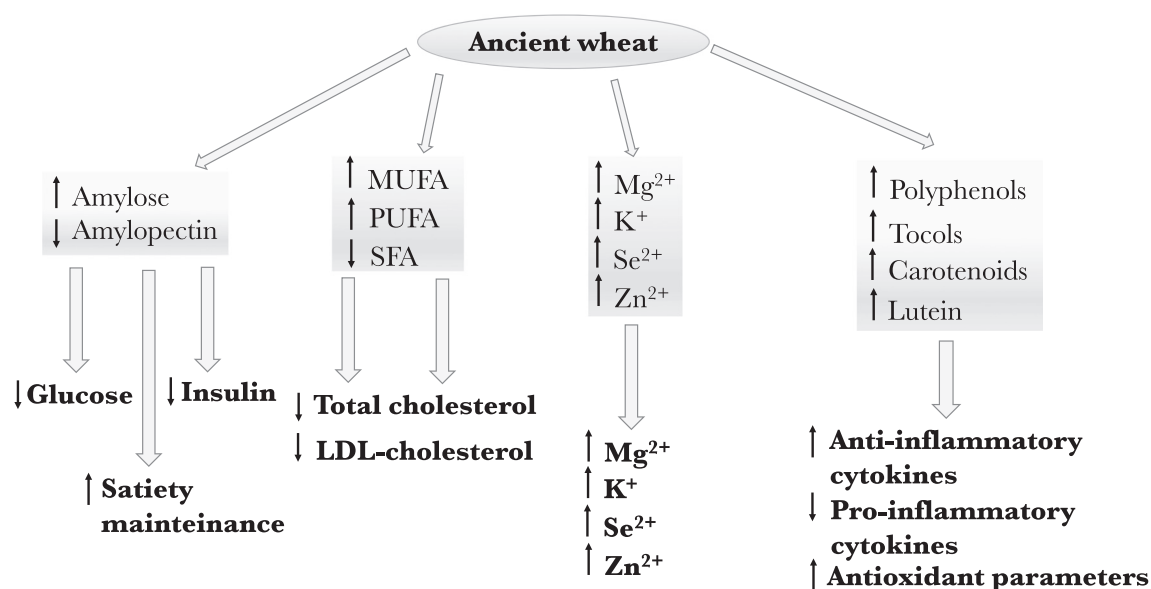 Ancient wheat
↑ Amylose
↓ Amylopectin
↑ MUFA
↑ PUFA
↓ SFA
↑ Mg²⁺
↑ K⁺
↑ Se²⁺
↑ Zn²⁺
↑ Polyphenols
↑ Tocols
↑ Carotenoids
↑ Lutein
↓ Glucose
↓ Insulin
↑ Satiety
mainteinance
↓ Total cholesterol
↓ LDL-cholesterol
↑ Mg²⁺
↑ K⁺
↑ Se²⁺
↑ Zn²⁺
↑ Anti-inflammatory
cytokines
↓ Pro-inflammatory
cytokines
↑ Antioxidant parameters